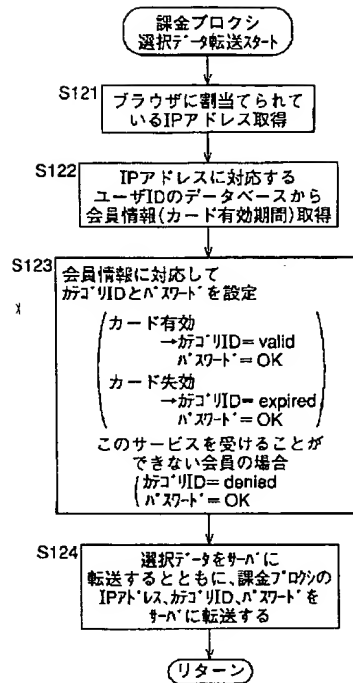 課金プロクシ
選択データ転送スタート
S121
ブラウザに割当てられて
いるIPアドレス取得
S122
IPアドレスに対応する
ユーザIDのデータベースから
会員情報(カード有効期間)取得
S123
会員情報に対応して
ｶﾃｺﾞﾘIDとﾊﾟｽﾜｰﾄﾞを設定
カード有効
→ｶﾃｺﾞﾘID=valid
ﾊﾟｽﾜｰﾄﾞ=OK
カード失効
→ｶﾃｺﾞﾘID=expired
ﾊﾟｽﾜｰﾄﾞ=OK
このサービスを受けることが
できない会員の場合
ｶﾃｺﾞﾘID=denied
ﾊﾟｽﾜｰﾄﾞ=OK
S124
選択データをサーバに
転送するとともに、課金プロクシの
IPｱﾄﾞﾚｽ､ｶﾃｺﾞﾘID､ﾊﾟｽﾜｰﾄﾞを
ｻｰﾊﾞに転送する
リターン